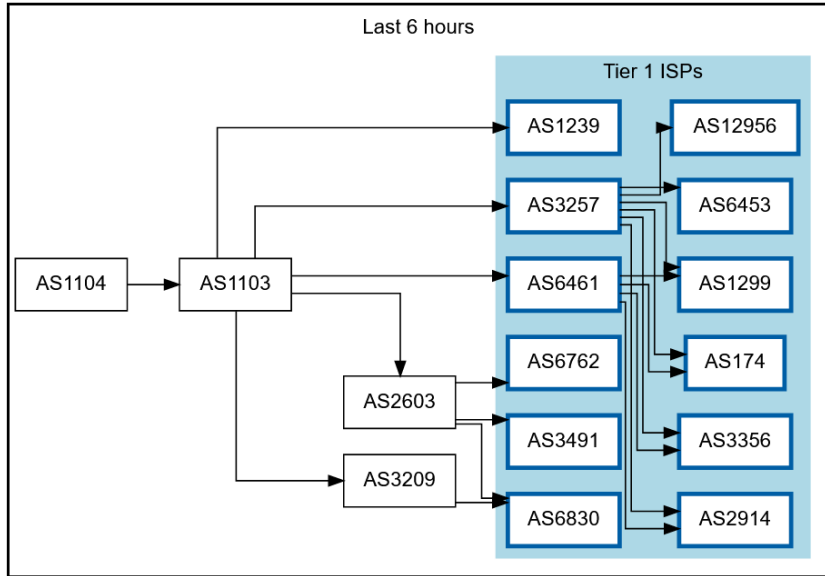 Last 6 hours
Tier 1 ISPs
AS1239
AS12956
AS3257
AS6453
AS1104
AS1103
AS6461
AS1299
AS6762
AS174
AS2603
AS3491
AS3356
AS3209
AS6830
AS2914